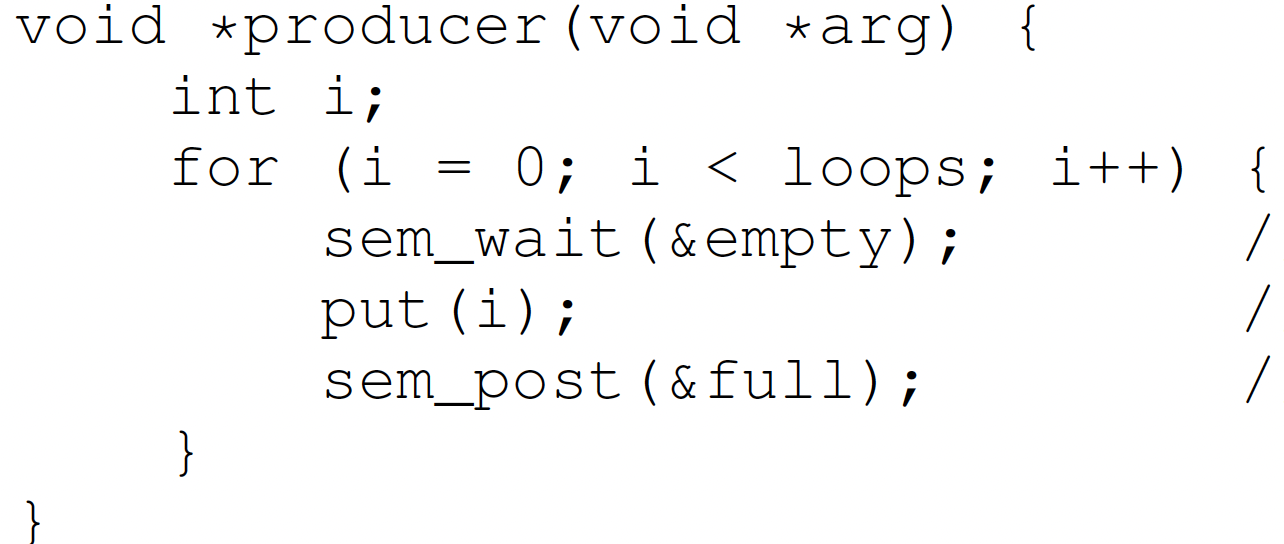 void *producer(void *arg) {
    int i;
    for (i = 0; i < loops; i++) {
        sem_wait(&empty);        /
        put(i);                  /
        sem_post(&full);         /
    }
}